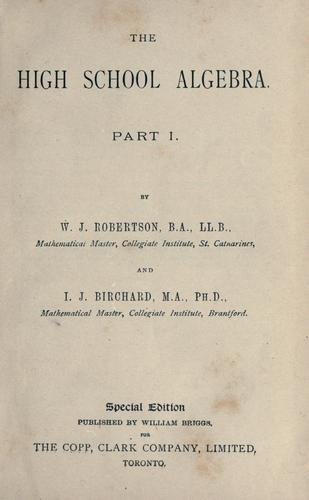 THE
HIGH SCHOOL ALGEBRA.
PART I.
BY
W. J. ROBERTSON, B.A., LL.B.,
Mathematical Master, Collegiate Institute, St. Catharines,
AND
I. J. BIRCHARD, M.A., PH.D.,
Mathematical Master, Collegiate Institute, Brantford.
Special Edition
PUBLISHED BY WILLIAM BRIGGS,
FOR
THE COPP, CLARK COMPANY, LIMITED,
TORONTO.